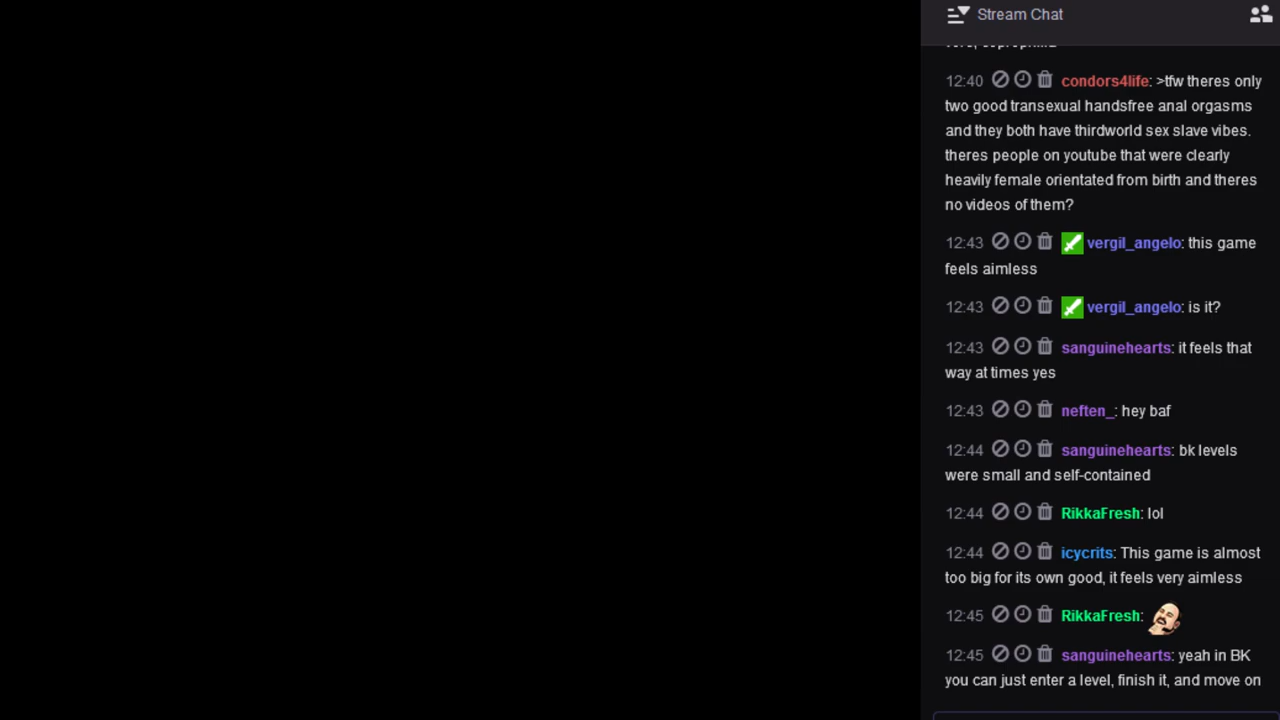 Stream Chat
12:40 condors4life: >tfw theres only
two good transexual handsfree anal orgasms
and they both have thirdworld sex slave vibes.
theres people on youtube that were clearly
heavily female orientated from birth and theres
no videos of them?
12:43 vergil_angelo: this game
feels aimless
12:43 vergil_angelo: is it?
12:43 sanguinehearts: it feels that
way at times yes
12:43 neften_: hey baf
12:44 sanguinehearts: bk levels
were small and self-contained
12:44 RikkaFresh: lol
12:44 icycrits: This game is almost
too big for its own good, it feels very aimless
12:45 RikkaFresh:
12:45 sanguinehearts: yeah in BK
you can just enter a level, finish it, and move on